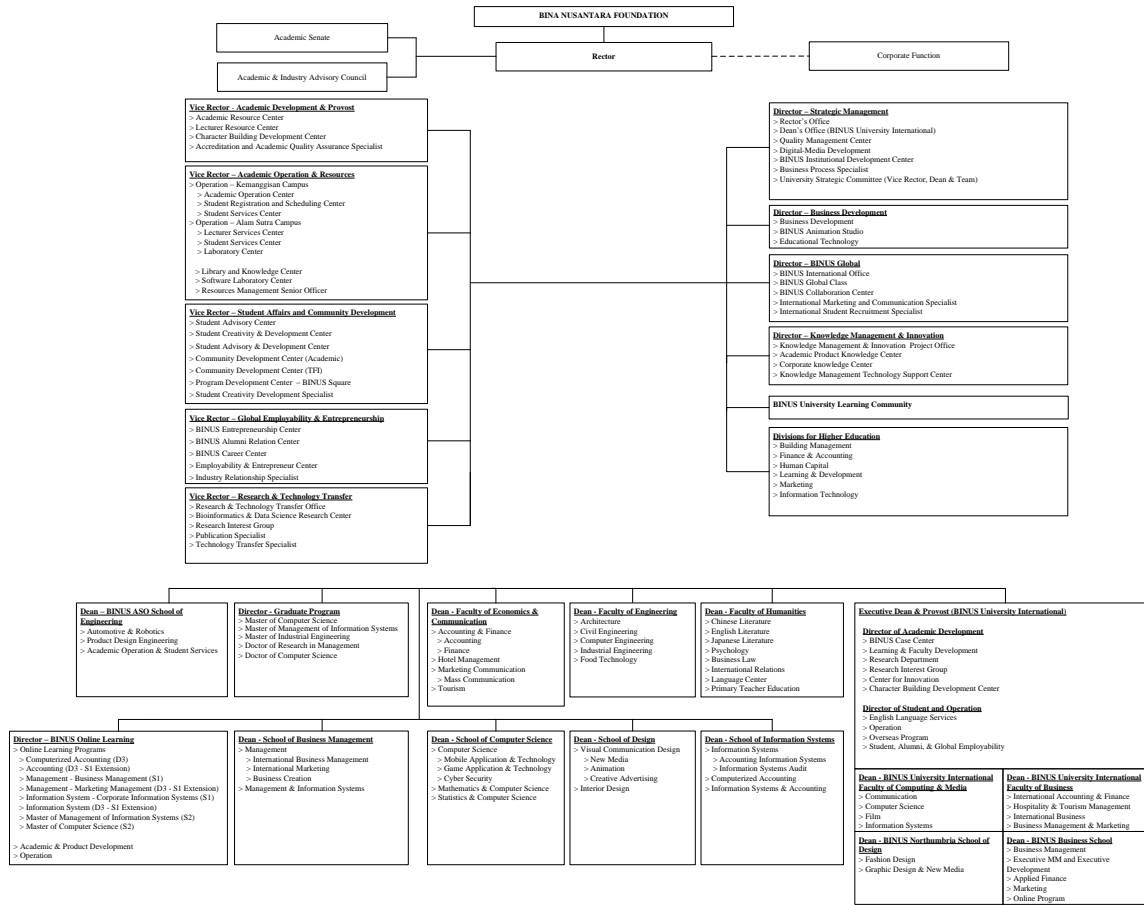 BINA NUSANTARA FOUNDATION
Academic Senate
Rector
Corporate Function
Academic & Industry Advisory Council
Vice Rector - Academic Development & Provost
> Academic Resource Center
> Lecturer Resource Center
> Character Building Development Center
> Accreditation and Academic Quality Assurance Specialist
Vice Rector – Academic Operation & Resources
> Operation – Kemanggisan Campus
> Academic Operation Center
> Student Registration and Scheduling Center
> Student Services Center
> Operation – Alam Sutra Campus
> Lecturer Services Center
> Student Services Center
> Laboratory Center
> Library and Knowledge Center
> Software Laboratory Center
> Resources Management Senior Officer
Vice Rector – Student Affairs and Community Development
> Student Advisory Center
> Student Creativity & Development Center
> Student Advisory & Development Center
> Community Development Center (Academic)
> Community Development Center (TFI)
> Program Development Center – BINUS Square
> Student Creativity Development Specialist
Vice Rector – Global Employability & Entrepreneurship
> BINUS Entrepreneurship Center
> BINUS Alumni Relation Center
> BINUS Career Center
> Employability & Entrepreneur Center
> Industry Relationship Specialist
Vice Rector – Research & Technology Transfer
> Research & Technology Transfer Office
> Bioinformatics & Data Science Research Center
> Research Interest Group
> Publication Specialist
> Technology Transfer Specialist
Director – Strategic Management
> Rector's Office
> Dean's Office (BINUS University International)
> Quality Management Center
> Digital-Media Development
> BINUS Institutional Development Center
> Business Process Specialist
> University Strategic Committee (Vice Rector, Dean & Team)
Director – Business Development
> Business Development
> BINUS Animation Studio
> Educational Technology
Director – BINUS Global
> BINUS International Office
> BINUS Global Class
> BINUS Collaboration Center
> International Marketing and Communication Specialist
> International Student Recruitment Specialist
Director – Knowledge Management & Innovation
> Knowledge Management & Innovation Project Office
> Academic Product Knowledge Center
> Corporate knowledge Center
> Knowledge Management Technology Support Center
BINUS University Learning Community
Divisions for Higher Education
> Building Management
> Finance & Accounting
> Human Capital
> Learning & Development
> Marketing
> Information Technology
Dean – BINUS ASO School of
Engineering
> Automotive & Robotics
> Product Design Engineering
> Academic Operation & Student Services
Director - Graduate Program
> Master of Computer Science
> Master of Management of Information Systems
> Master of Industrial Engineering
> Doctor of Research in Management
> Doctor of Computer Science
Dean - Faculty of Economics &
Communication
> Accounting & Finance
> Accounting
> Finance
> Hotel Management
> Marketing Communication
> Mass Communication
> Tourism
Dean - Faculty of Engineering
> Architecture
> Civil Engineering
> Computer Engineering
> Industrial Engineering
> Food Technology
Dean - Faculty of Humanities
> Chinese Literature
> English Literature
> Japanese Literature
> Psychology
> Business Law
> International Relations
> Language Center
> Primary Teacher Education
Executive Dean & Provost (BINUS University International)
Director of Academic Development
> BINUS Case Center
> Learning & Faculty Development
> Research Department
> Research Interest Group
> Center for Innovation
> Character Building Development Center
Director of Student and Operation
> English Language Services
> Operation
> Overseas Program
> Student, Alumni, & Global Employability
Director – BINUS Online Learning
> Online Learning Programs
> Computerized Accounting (D3)
> Accounting (D3 - S1 Extension)
> Management - Business Management (S1)
> Management - Marketing Management (D3 - S1 Extension)
> Information System - Corporate Information Systems (S1)
> Information System (D3 - S1 Extension)
> Master of Management of Information Systems (S2)
> Master of Computer Science (S2)
> Academic & Product Development
> Operation
Dean - School of Business Management
> Management
> International Business Management
> International Marketing
> Business Creation
> Management & Information Systems
Dean - School of Computer Science
> Computer Science
> Mobile Application & Technology
> Game Application & Technology
> Cyber Security
> Mathematics & Computer Science
> Statistics & Computer Science
Dean - School of Design
> Visual Communication Design
> New Media
> Animation
> Creative Advertising
> Interior Design
Dean - School of Information Systems
> Information Systems
> Accounting Information Systems
> Information Systems Audit
> Computerized Accounting
> Information Systems & Accounting
Dean - BINUS University International
Faculty of Computing & Media
> Communication
> Computer Science
> Film
> Information Systems
Dean - BINUS University International
Faculty of Business
> International Accounting & Finance
> Hospitality & Tourism Management
> International Business
> Business Management & Marketing
Dean - BINUS Northumbria School of
Design
> Fashion Design
> Graphic Design & New Media
Dean - BINUS Business School
> Business Management
> Executive MM and Executive
Development
> Applied Finance
> Marketing
> Online Program